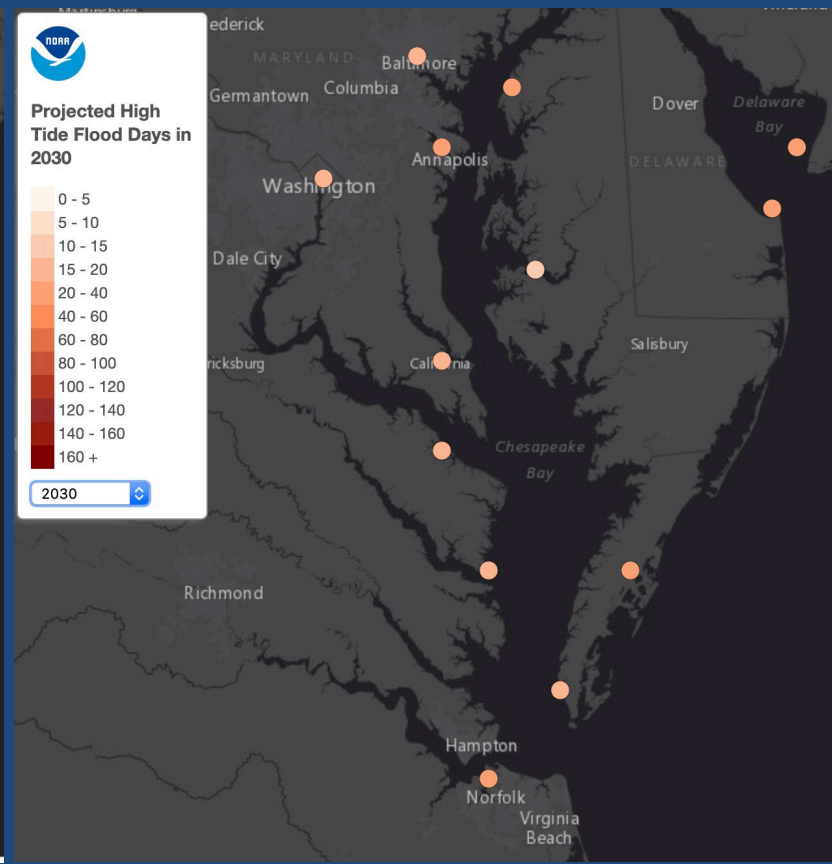 NOAA
Projected High
Tide Flood Days in
2030
0 - 5
5 - 10
10 - 15
15 - 20
20 - 40
40 - 60
60 - 80
80 - 100
100 - 120
120 - 140
140 - 160
160 +
2030
ederick
MARYLAND
Baltimore
Germantown
Columbia
Dover
Delaware
Bay
Annapolis
DELAWARE
Washington
Dale City
Salisbury
ricksburg
California
Chesapeake
Bay
Richmond
Hampton
Norfolk
Virginia
Beach